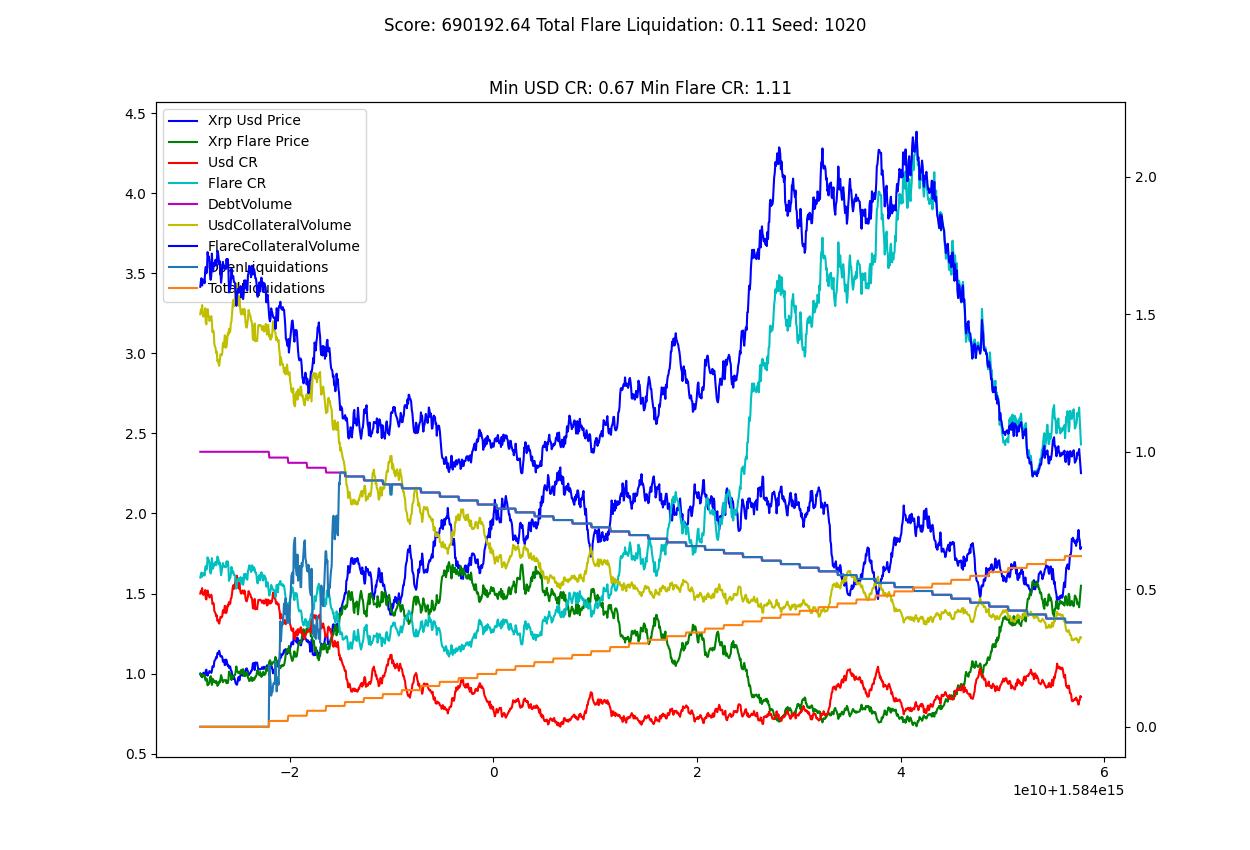 Score: 690192.64 Total Flare Liquidation: 0.11 Seed: 1020
Min USD CR: 0.67 Min Flare CR: 1.11
Xrp Usd Price
Xrp Flare Price
Usd CR
Flare CR
DebtVolume
UsdCollateralVolume
FlareCollateralVolume
OpenLiquidations
TotalLiquidations
4.5
4.0
3.5
3.0
2.5
2.0
1.5
1.0
0.5
2.0
1.5
1.0
0.5
0.0
−2
0
2
4
6
1e10+1.584e15